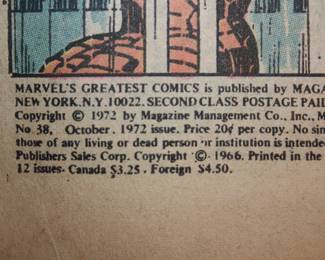 MARVEL'S GREATEST COMICS is published by MAGA
NEW YORK, N.Y. 10022. SECOND CLASS POSTAGE PAID
Copyright © 1972 by Magazine Management Co., Inc., M
No. 38, October, 1972 issue. Price 20¢ per copy. No simi
those of any living or dead person or institution is intended
Publishers Sales Corp. Copyright © 1966. Printed in the
12 issues. Canada $3.25. Foreign $4.50.